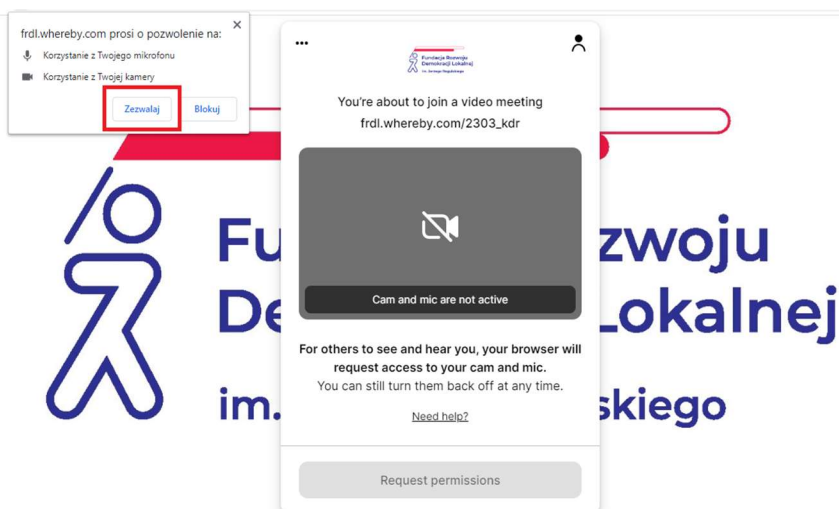 frdl.whereby.com prosi o pozwolenie na:
Korzystanie z Twojego mikrofonu
Korzystanie z Twojej kamery
Zezwalaj
Blokuj
Fundacja Rozwoju
Demokracji Lokalnej
im. Jerzego Regulskiego
You're about to join a video meeting
frdl.whereby.com/2303_kdr
Cam and mic are not active
For others to see and hear you, your browser will
request access to your cam and mic.
You can still turn them back off at any time.
Need help?
Request permissions
Fu zwoju
De Lokalnej
im. skiego